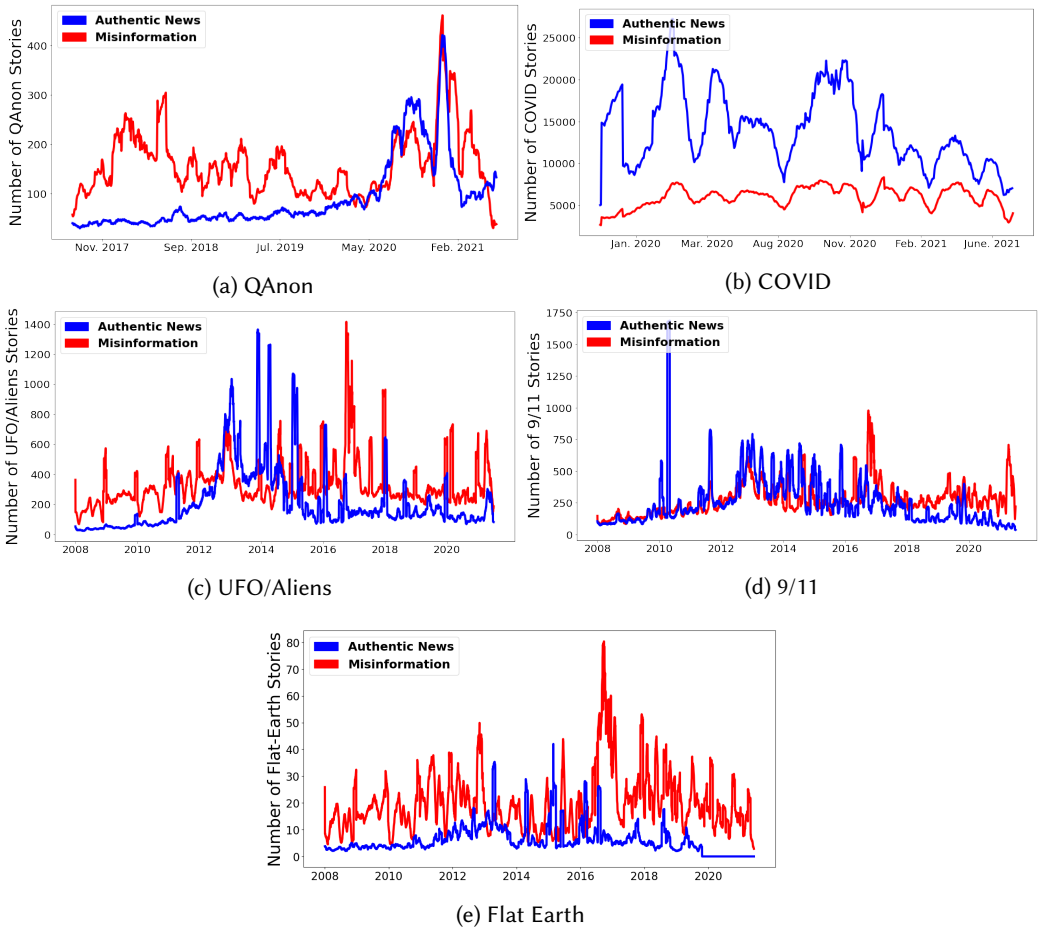 Number of QAnon Stories
Authentic News
Misinformation
400
300
200
100
Nov. 2017 Sep. 2018 Jul. 2019 May. 2020 Feb. 2021
(a) QAnon
Number of COVID Stories
Authentic News
Misinformation
25000
20000
15000
10000
5000
Jan. 2020 Mar. 2020 Aug. 2020 Nov. 2020 Feb. 2021 June. 2021
(b) COVID
Number of UFO/Aliens Stories
Authentic News
Misinformation
1400
1200
1000
800
600
400
200
0
2008 2010 2012 2014 2016 2018 2020
(c) UFO/Aliens
Number of 9/11 Stories
Authentic News
Misinformation
1750
1500
1250
1000
750
500
250
0
2008 2010 2012 2014 2016 2018 2020
(d) 9/11
Number of Flat-Earth Stories
Authentic News
Misinformation
80
70
60
50
40
30
20
10
0
2008 2010 2012 2014 2016 2018 2020
(e) Flat Earth